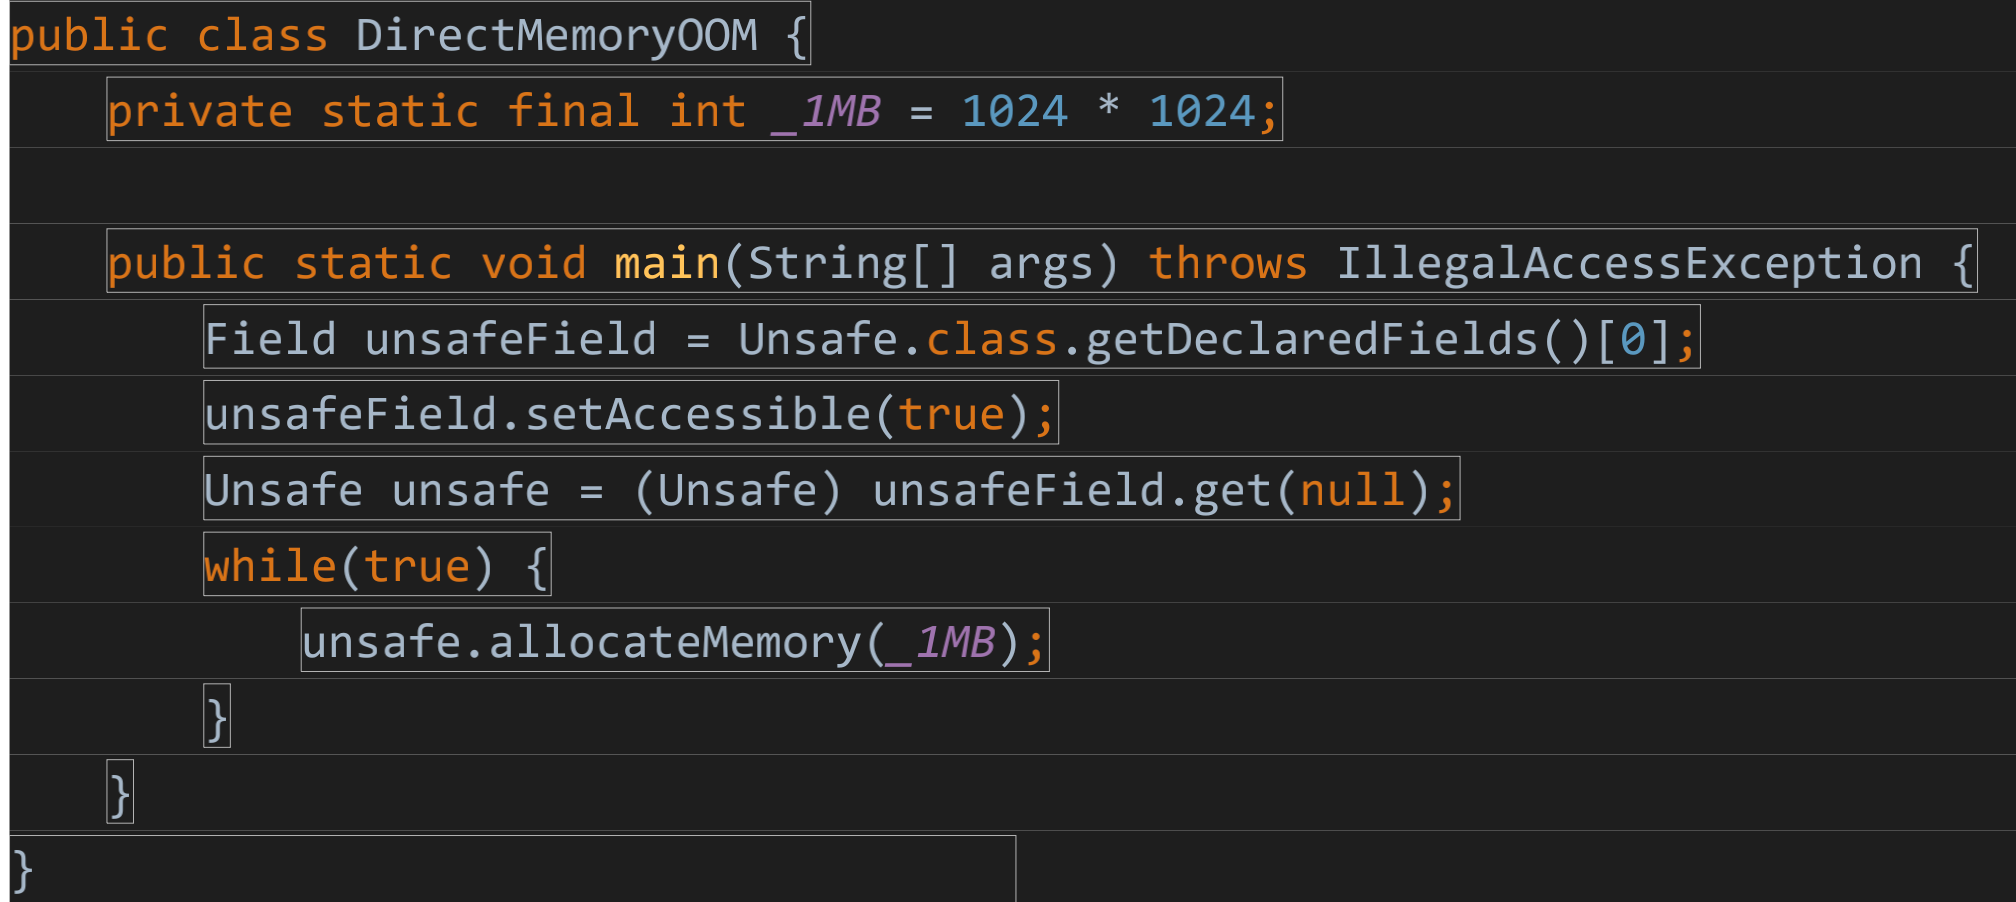 public class DirectMemoryOOM {
    private static final int _1MB = 1024 * 1024;

    public static void main(String[] args) throws IllegalAccessException {
        Field unsafeField = Unsafe.class.getDeclaredFields()[0];
        unsafeField.setAccessible(true);
        Unsafe unsafe = (Unsafe) unsafeField.get(null);
        while(true) {
            unsafe.allocateMemory(_1MB);
        }
    }
}